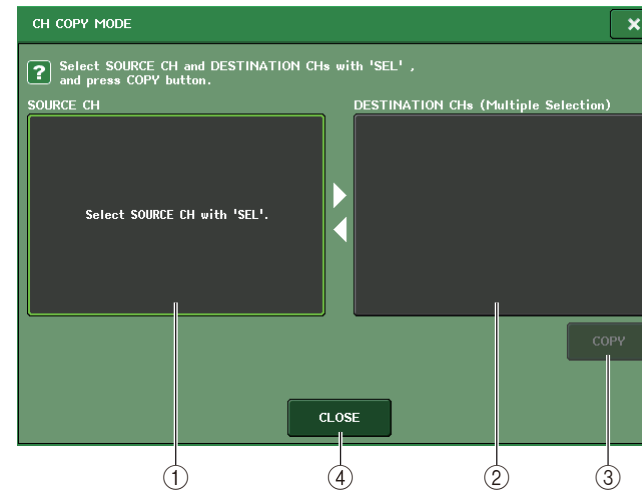 CH COPY MODE
×
? Select SOURCE CH and DESTINATION CHs with 'SEL' ,
and press COPY button.
SOURCE CH
DESTINATION CHs (Multiple Selection)
Select SOURCE CH with 'SEL'.
COPY
CLOSE
① ④ ② ③